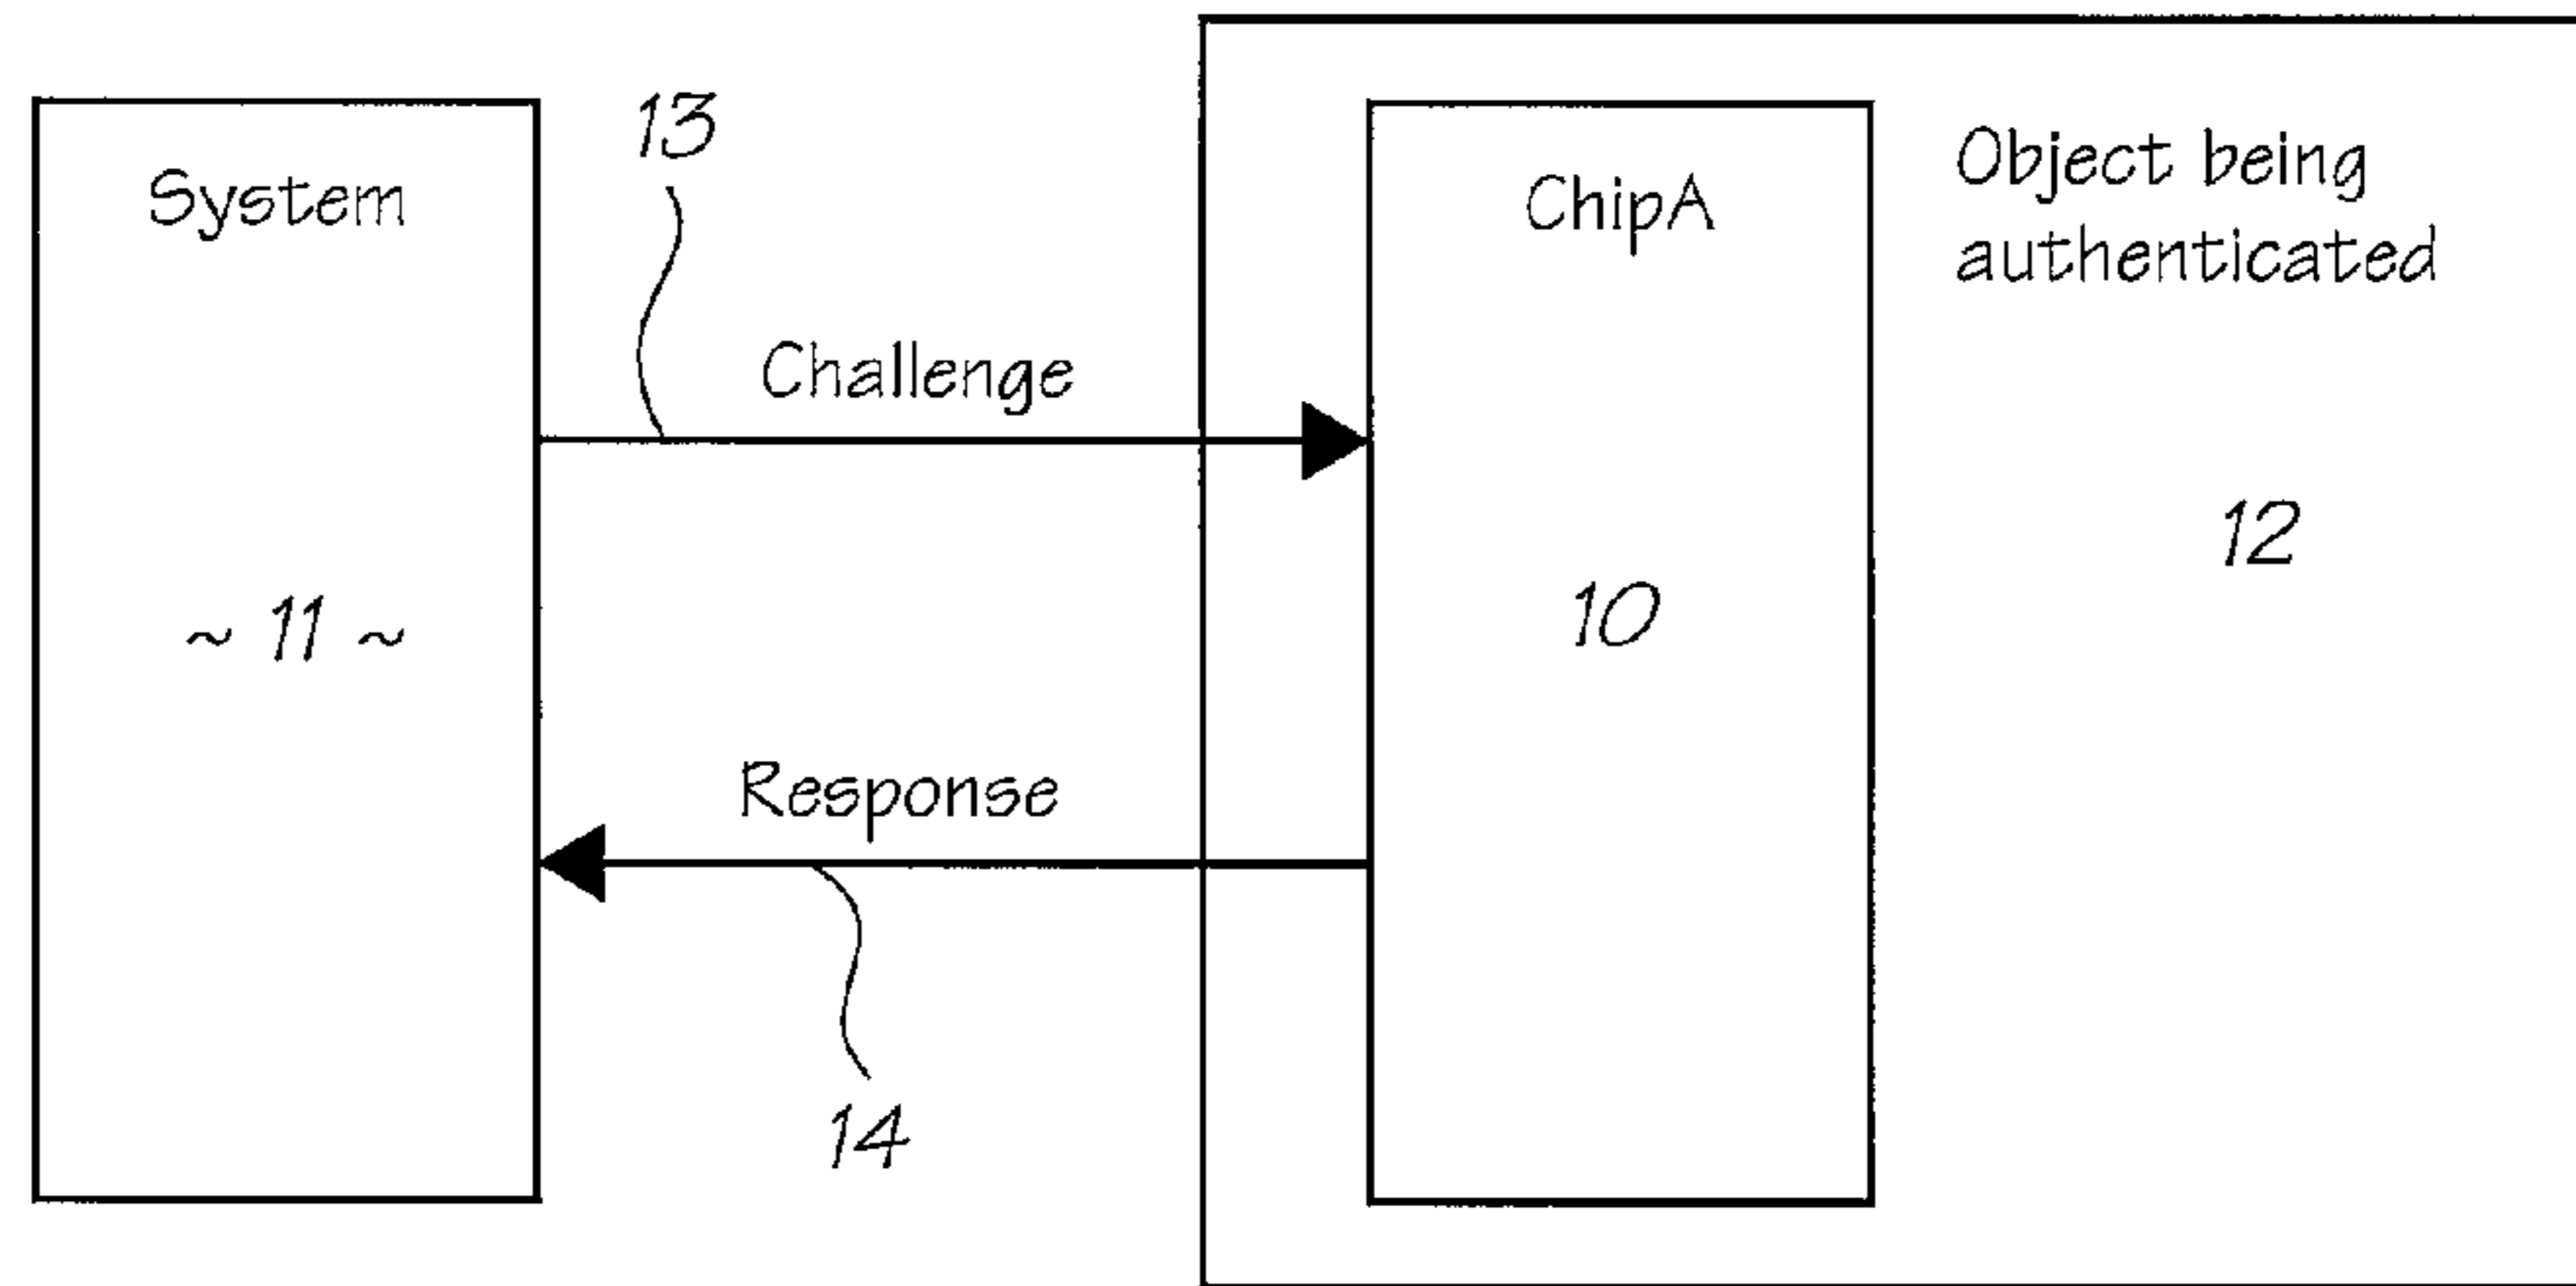 System
~ 11 ~
13
Challenge
Response
14
ChipA
10
Object being
authenticated
12